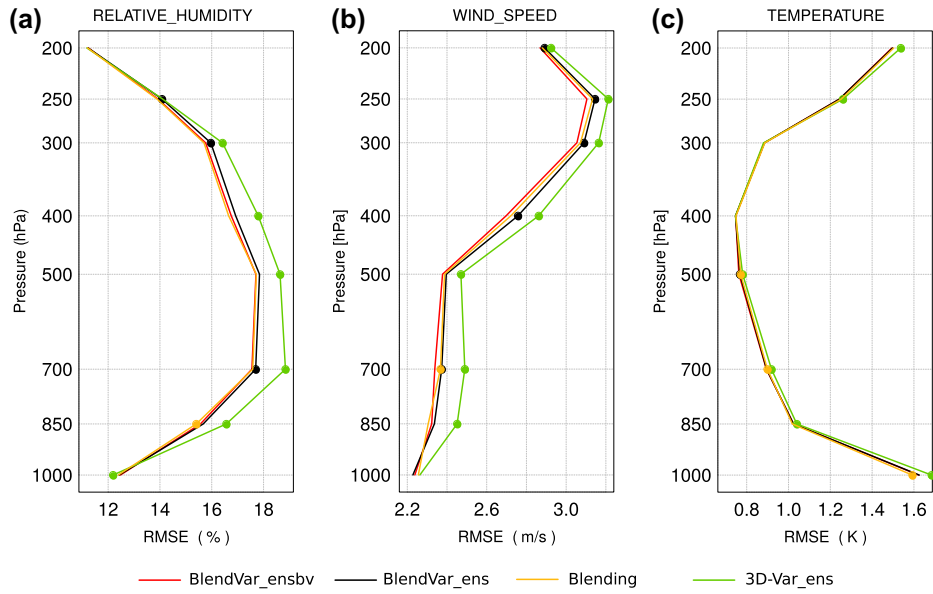 (a) RELATIVE_HUMIDITY
(b) WIND_SPEED
(c) TEMPERATURE
Pressure (hPa)
200
250
300
400
500
700
850
1000
12 14 16 18
RMSE ( % )
Pressure [hPa]
200
250
300
400
500
700
850
1000
2.2 2.6 3.0
RMSE ( m/s )
Pressure [hPa]
200
250
300
400
500
700
850
1000
0.8 1.0 1.2 1.4 1.6
RMSE ( K )
BlendVar_ensbv BlendVar_ens Blending 3D-Var_ens